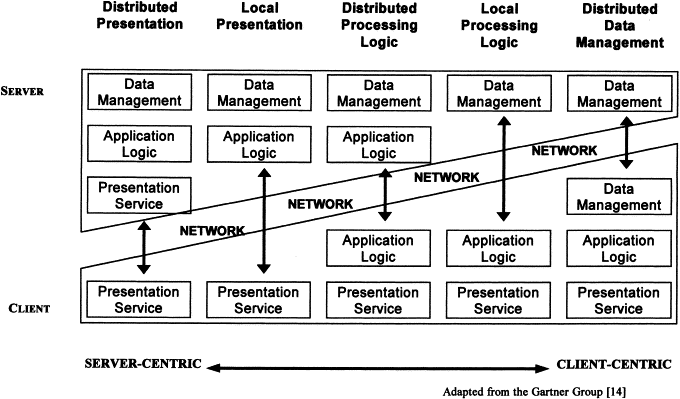 Distributed Presentation
Local Presentation
Distributed Processing Logic
Local Processing Logic
Distributed Data Management
SERVER
Data Management
Data Management
Data Management
Data Management
Data Management
Application Logic
Application Logic
Application Logic
NETWORK
Presentation Service
NETWORK
Data Management
NETWORK
NETWORK
Application Logic
Application Logic
Application Logic
CLIENT
Presentation Service
Presentation Service
Presentation Service
Presentation Service
Presentation Service
SERVER-CENTRIC
CLIENT-CENTRIC
Adapted from the Gartner Group [14]